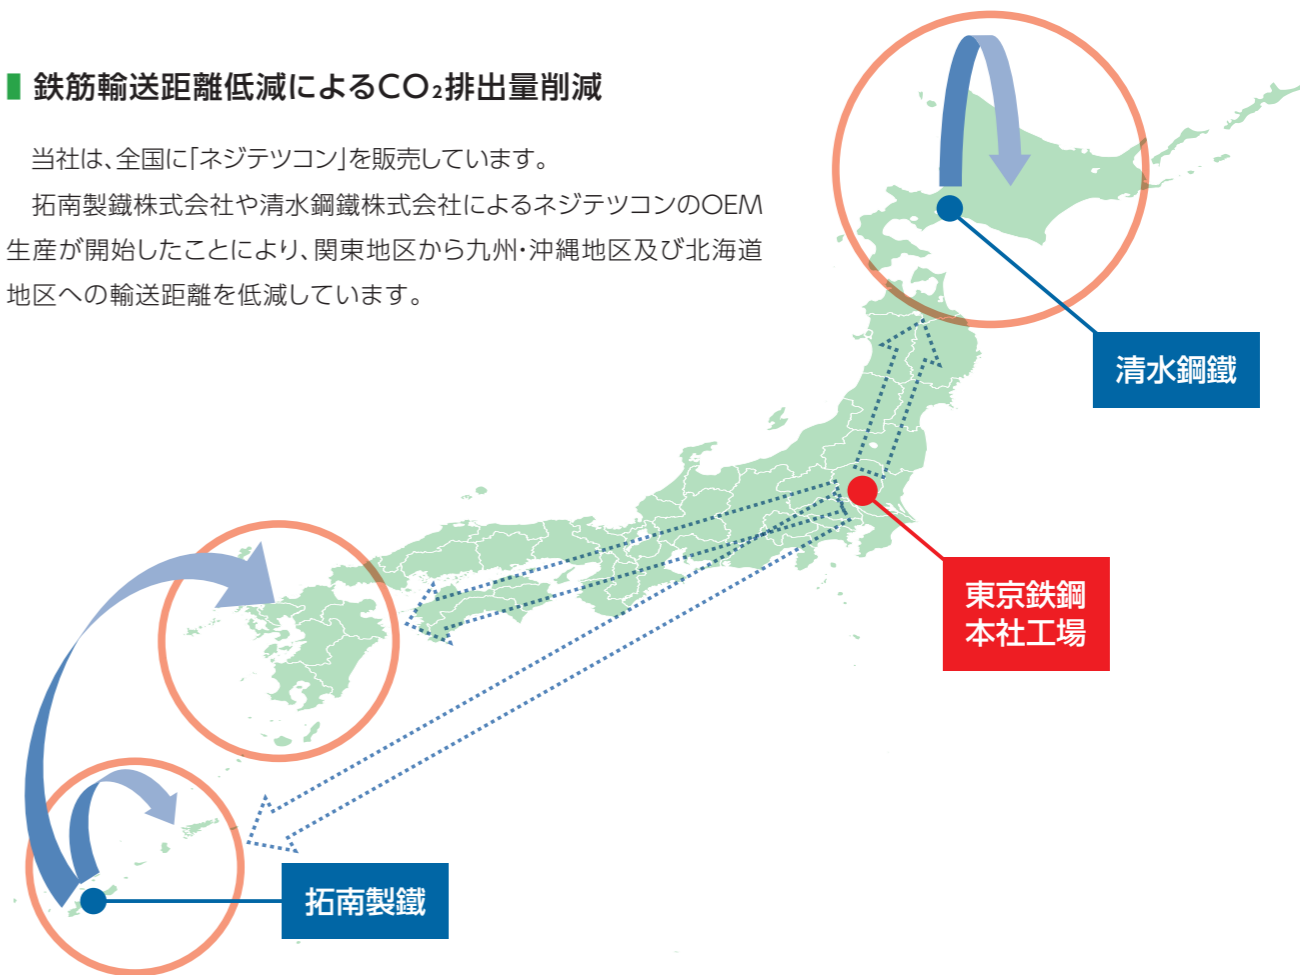 鉄筋輸送距離低減によるCO₂排出量削減
当社は、全国に「ネジテツコン」を販売しています。
拓南製鐵株式会社や清水鋼鐵株式会社によるネジテツコンのOEM
生産が開始したことにより、関東地区から九州・沖縄地区及び北海道
地区への輸送距離を低減しています。
清水鋼鐵
東京鉄鋼
本社工場
拓南製鐵